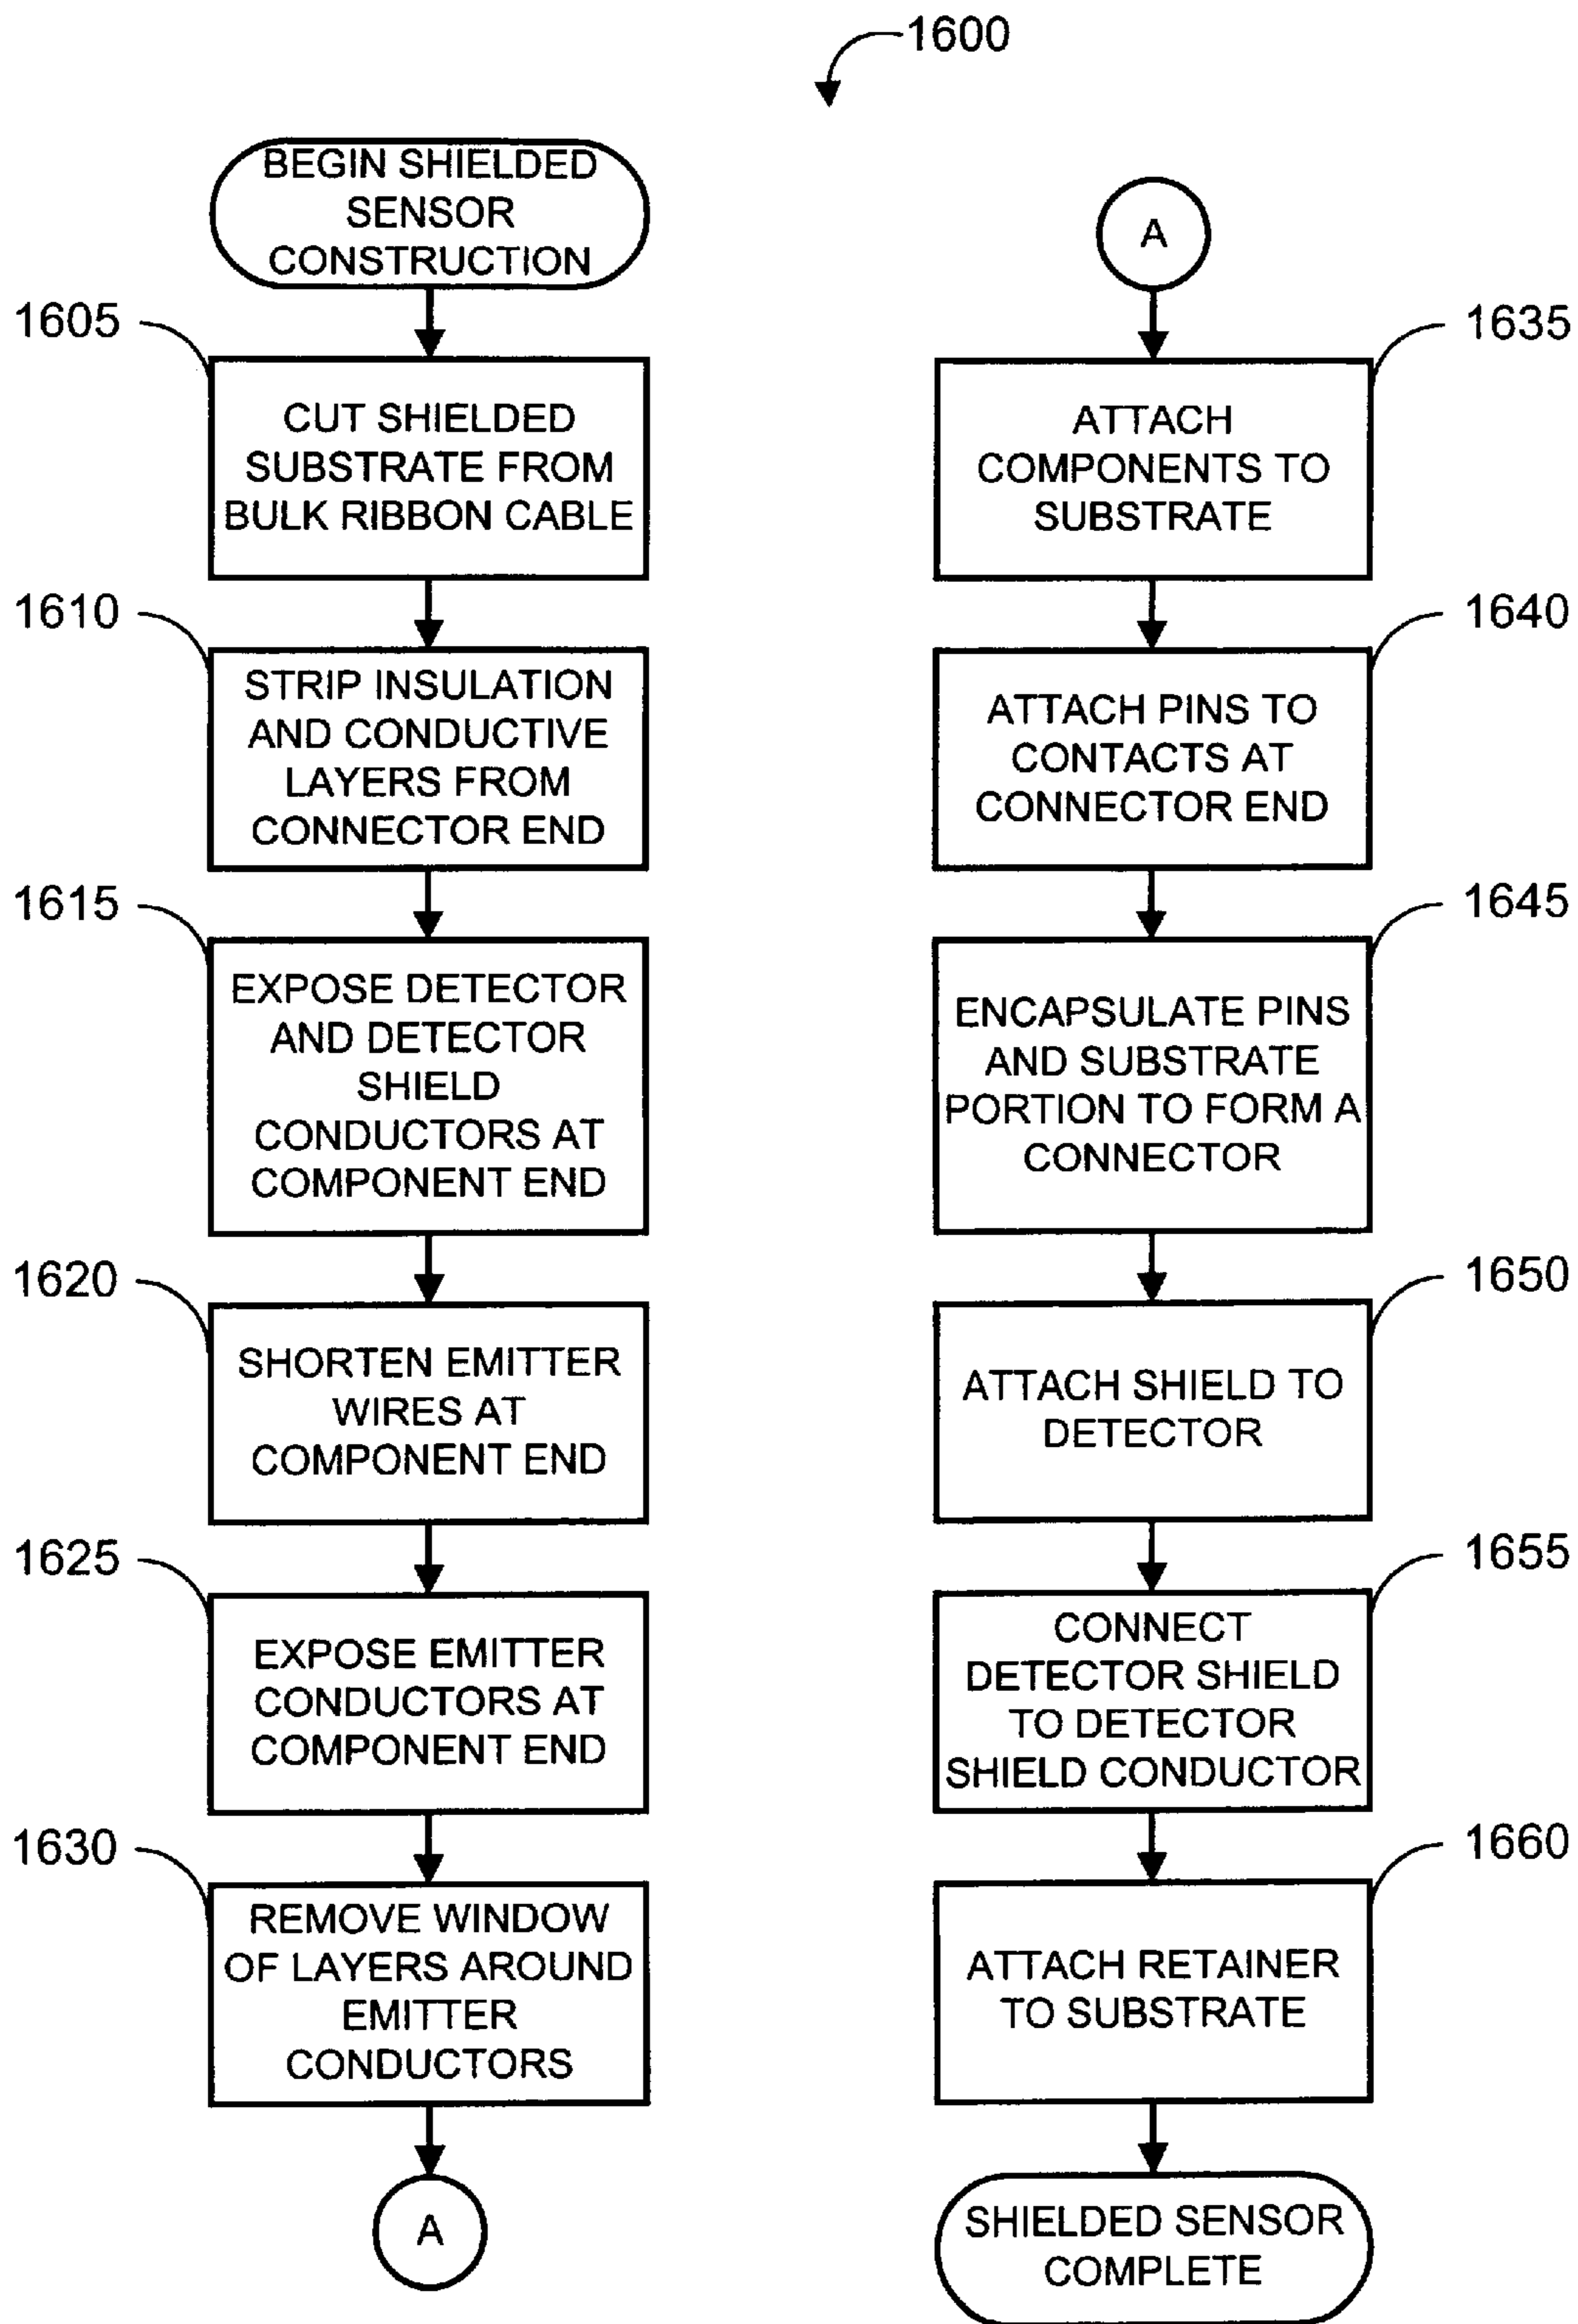 1600
BEGIN SHIELDED
SENSOR
CONSTRUCTION
1605
CUT SHIELDED
SUBSTRATE FROM
BULK RIBBON CABLE
1610
STRIP INSULATION
AND CONDUCTIVE
LAYERS FROM
CONNECTOR END
1615
EXPOSE DETECTOR
AND DETECTOR
SHIELD
CONDUCTORS AT
COMPONENT END
1620
SHORTEN EMITTER
WIRES AT
COMPONENT END
1625
EXPOSE EMITTER
CONDUCTORS AT
COMPONENT END
1630
REMOVE WINDOW
OF LAYERS AROUND
EMITTER
CONDUCTORS
A
A
1635
ATTACH
COMPONENTS TO
SUBSTRATE
1640
ATTACH PINS TO
CONTACTS AT
CONNECTOR END
1645
ENCAPSULATE PINS
AND SUBSTRATE
PORTION TO FORM A
CONNECTOR
1650
ATTACH SHIELD TO
DETECTOR
1655
CONNECT
DETECTOR SHIELD
TO DETECTOR
SHIELD CONDUCTOR
1660
ATTACH RETAINER
TO SUBSTRATE
SHIELDED SENSOR
COMPLETE